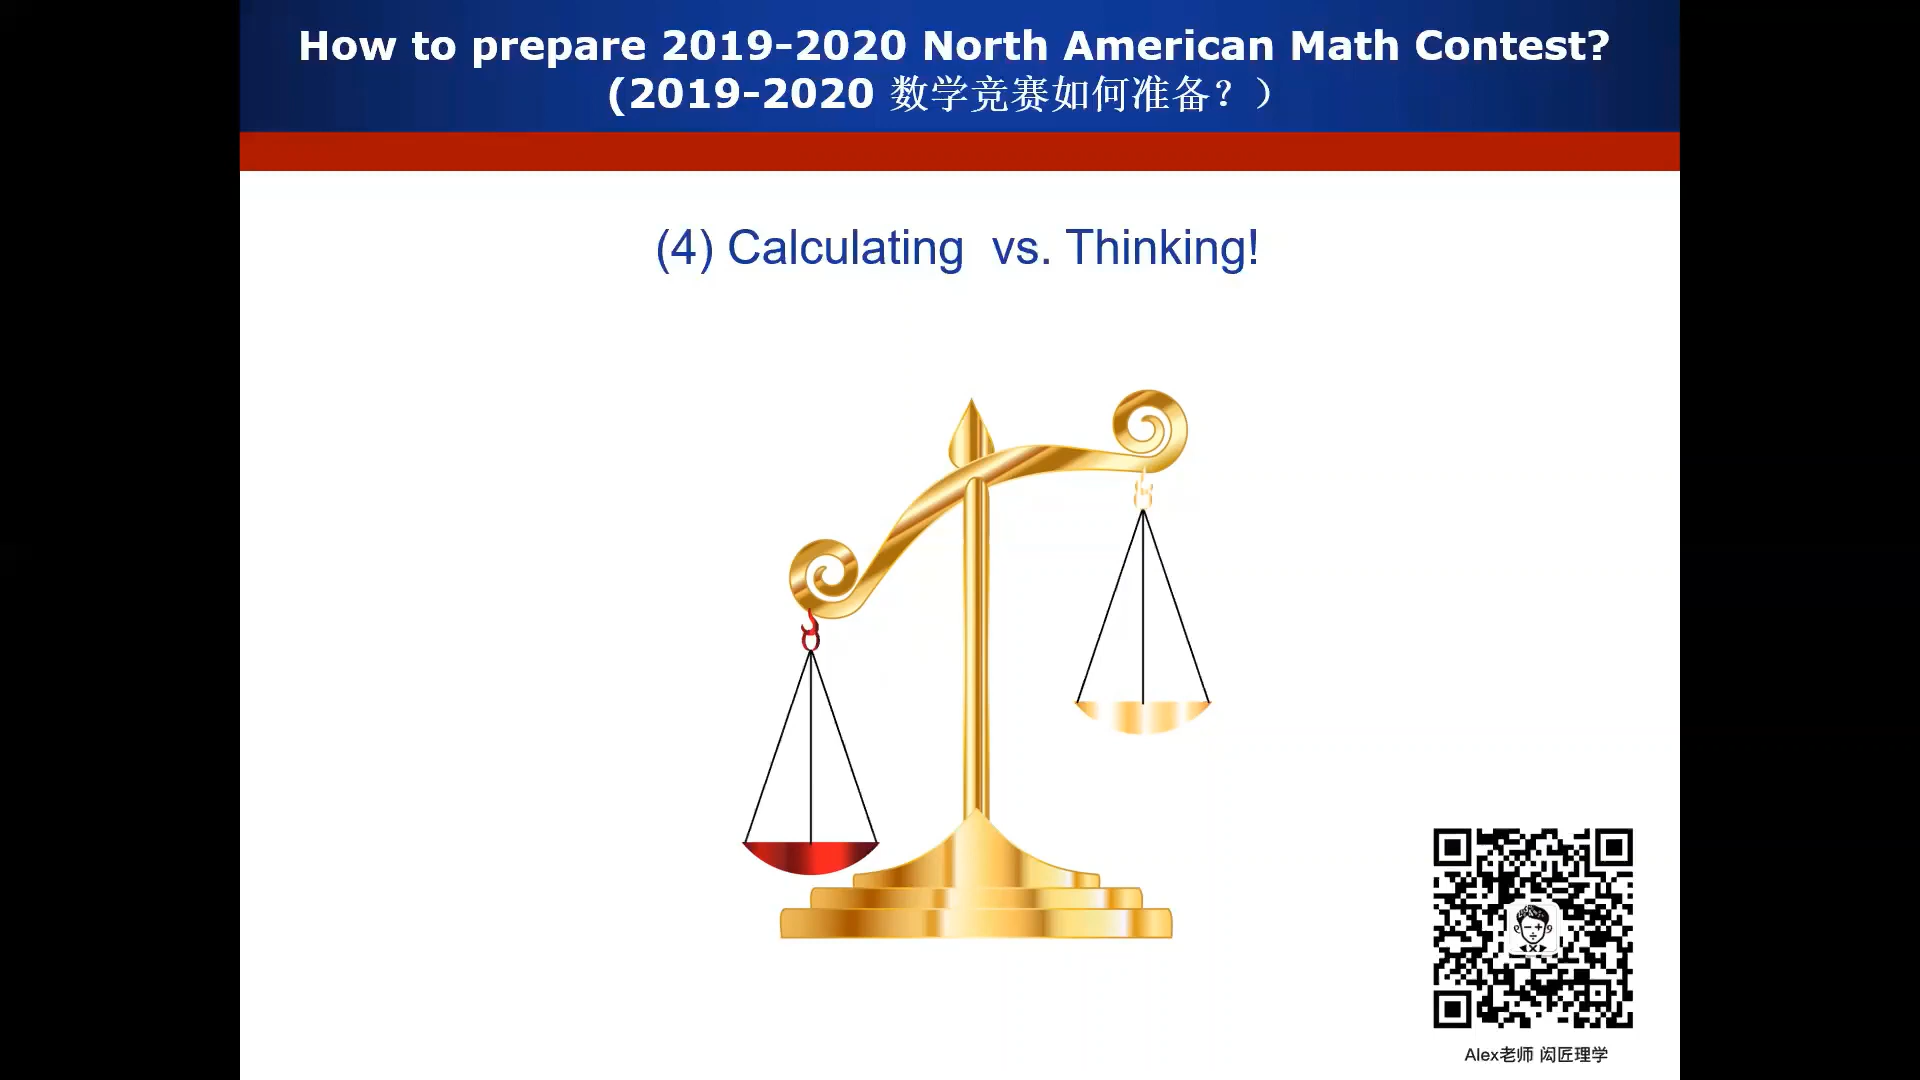 How to prepare 2019-2020 North American Math Contest?
(2019-2020 数学竞赛如何准备？）
(4) Calculating vs. Thinking!
Alex老师 闳匠理学